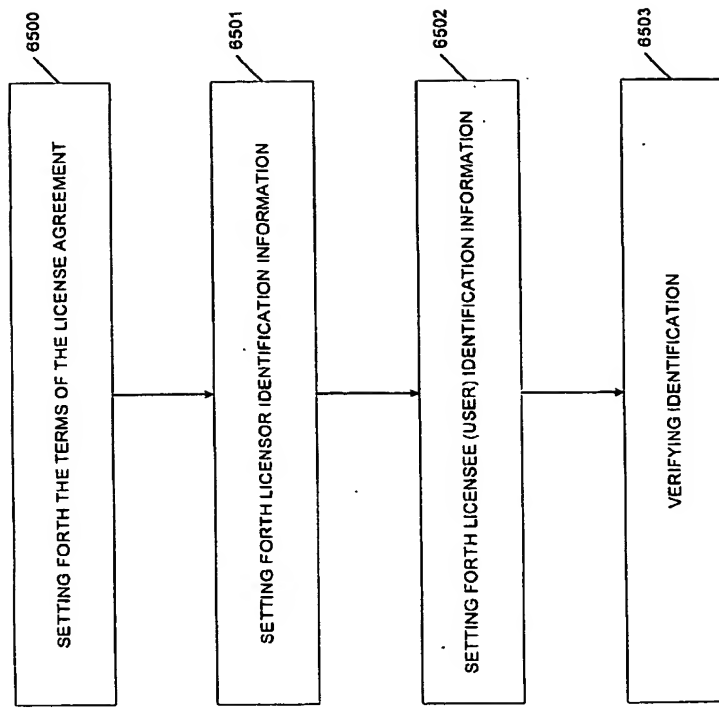 6500
SETTING FORTH THE TERMS OF THE LICENSE AGREEMENT
6501
SETTING FORTH LICENSOR IDENTIFICATION INFORMATION
6502
SETTING FORTH LICENSEE (USER) IDENTIFICATION INFORMATION
6503
VERIFYING IDENTIFICATION